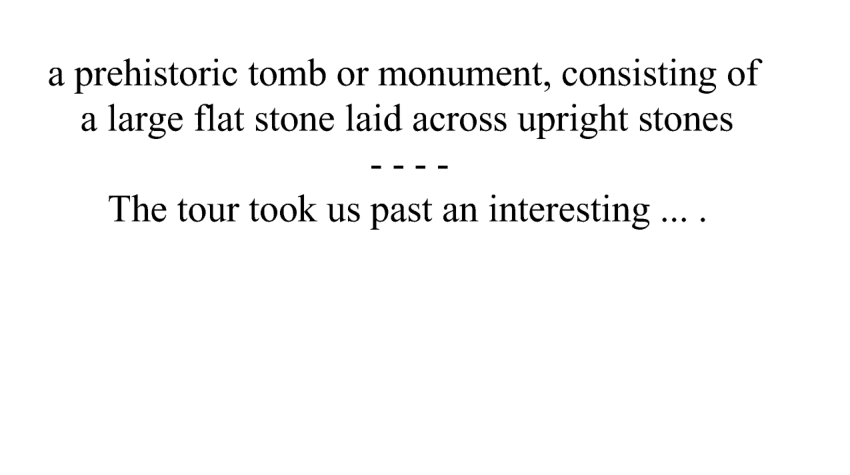 a prehistoric tomb or monument, consisting of
a large flat stone laid across upright stones
- - - -
The tour took us past an interesting ... .